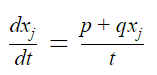 dx_j/dt = (p + qx_j)/t